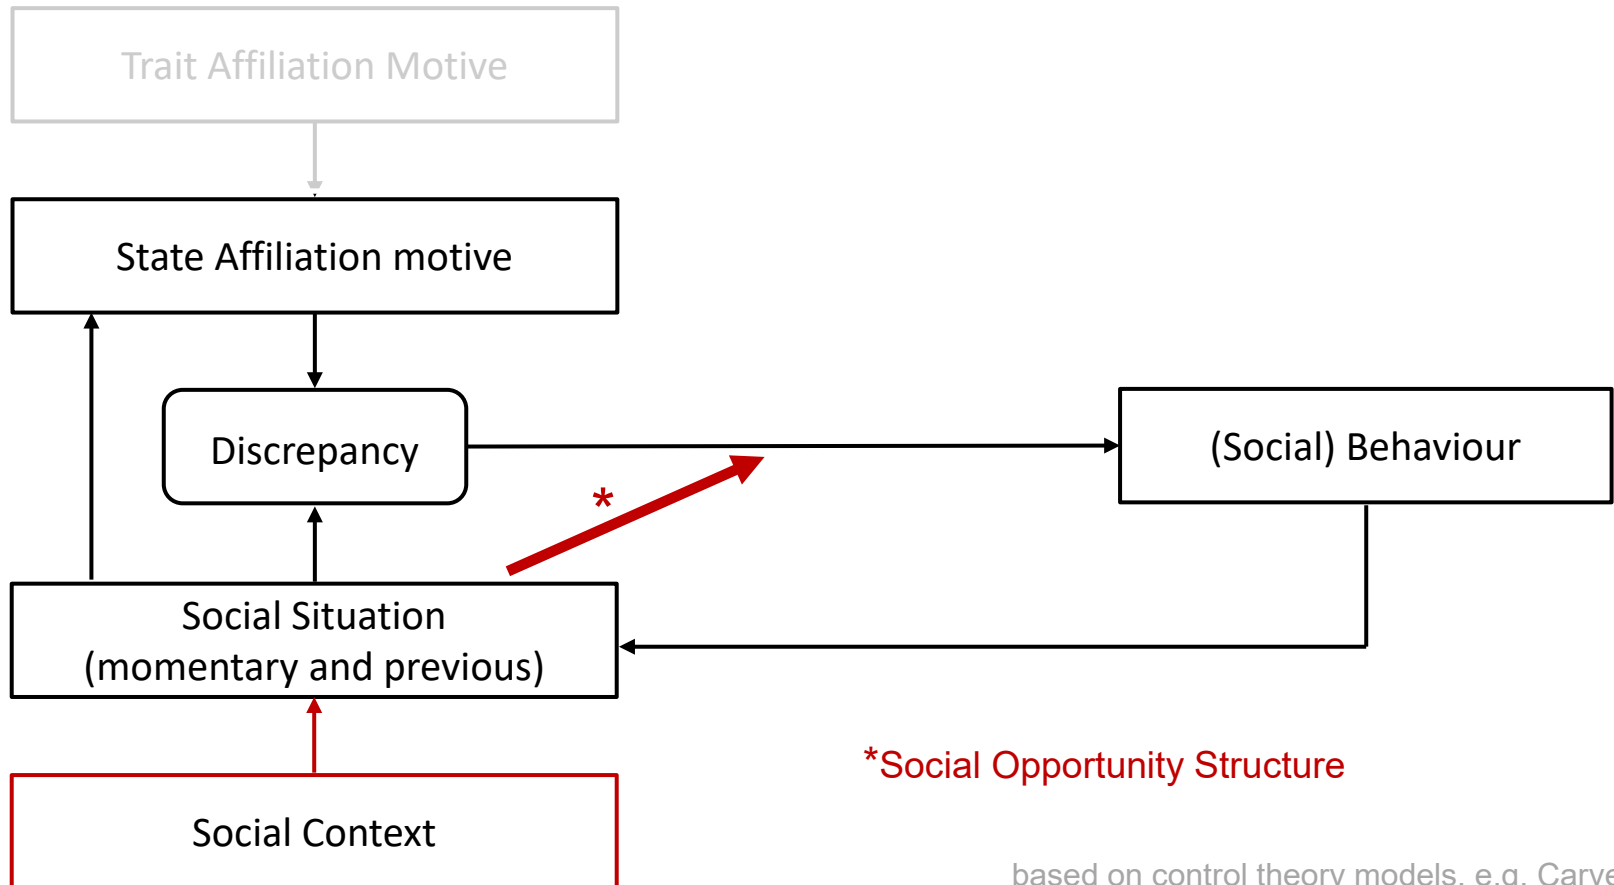 Trait Affiliation Motive
State Affiliation motive
Discrepancy
(Social) Behaviour
*
Social Situation
(momentary and previous)
*Social Opportunity Structure
Social Context
based on control theory models, e.g. Carve